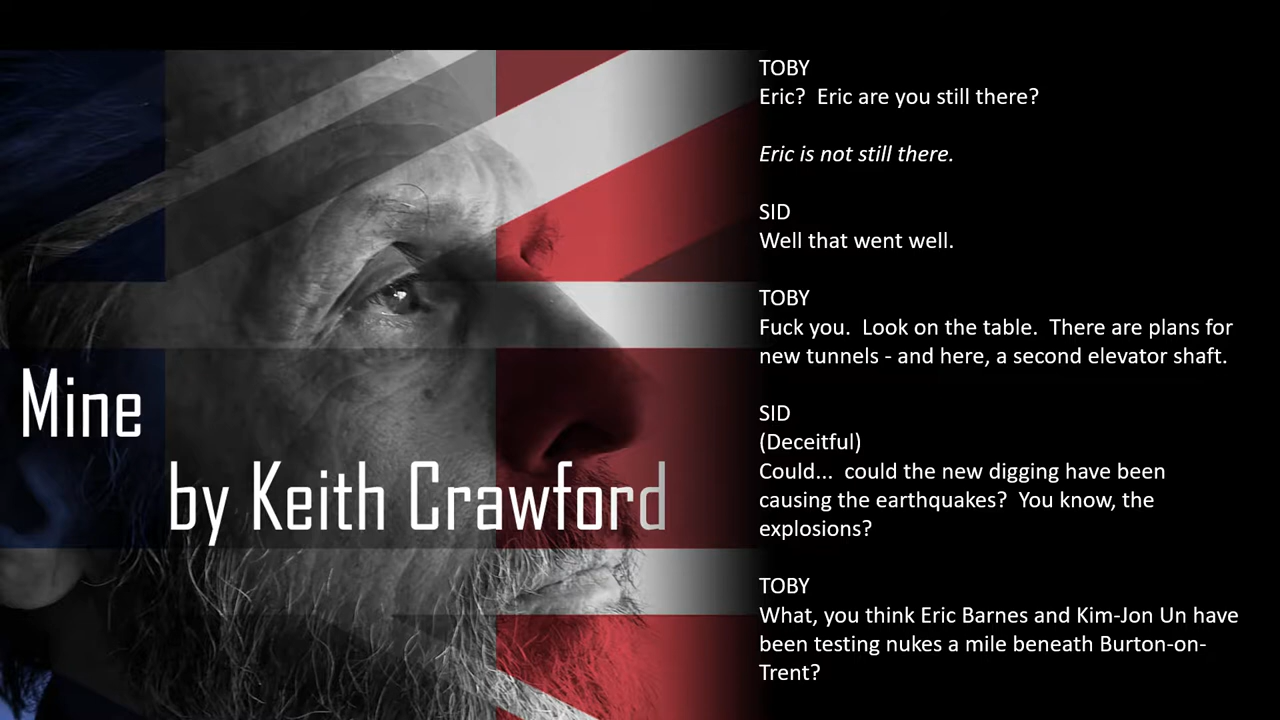 Mine
by Keith Crawford
TOBY
Eric?  Eric are you still there?
Eric is not still there.
SID
Well that went well.
TOBY
Fuck you.  Look on the table.  There are plans for
new tunnels - and here, a second elevator shaft.
SID
(Deceitful)
Could...  could the new digging have been
causing the earthquakes?  You know, the
explosions?
TOBY
What, you think Eric Barnes and Kim-Jon Un have
been testing nukes a mile beneath Burton-on-
Trent?